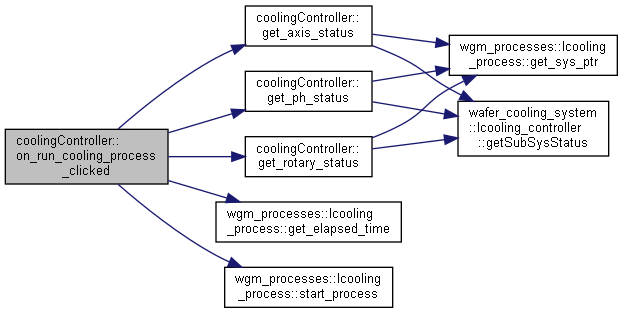 coolingController::
on_run_cooling_process
_clicked
coolingController::
get_axis_status
coolingController::
get_ph_status
coolingController::
get_rotary_status
wgm_processes::Icooling
_process::get_elapsed_time
wgm_processes::Icooling
_process::start_process
wgm_processes::Icooling
_process::get_sys_ptr
wafer_cooling_system
::Icooling_controller
::getSubSysStatus